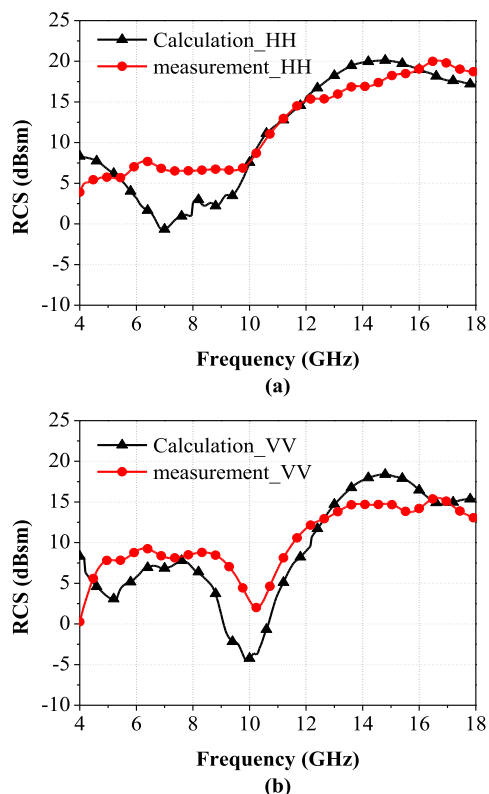 25
20
15
10
5
0
-5
-10
RCS (dBsm)
Calculation_HH
measurement_HH
4 6 8 10 12 14 16 18
Frequency (GHz)
(a)
25
20
15
10
5
0
-5
-10
RCS (dBsm)
Calculation_VV
measurement_VV
4 6 8 10 12 14 16 18
Frequency (GHz)
(b)